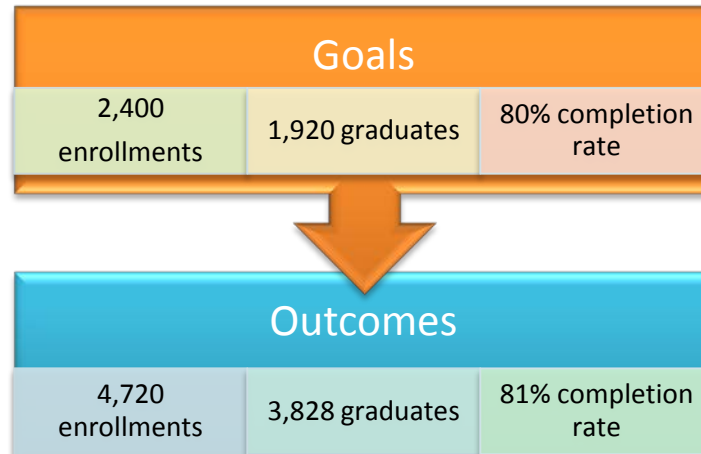 Goals
2,400
enrollments
1,920 graduates
80% completion
rate
Outcomes
4,720
enrollments
3,828 graduates
81% completion
rate